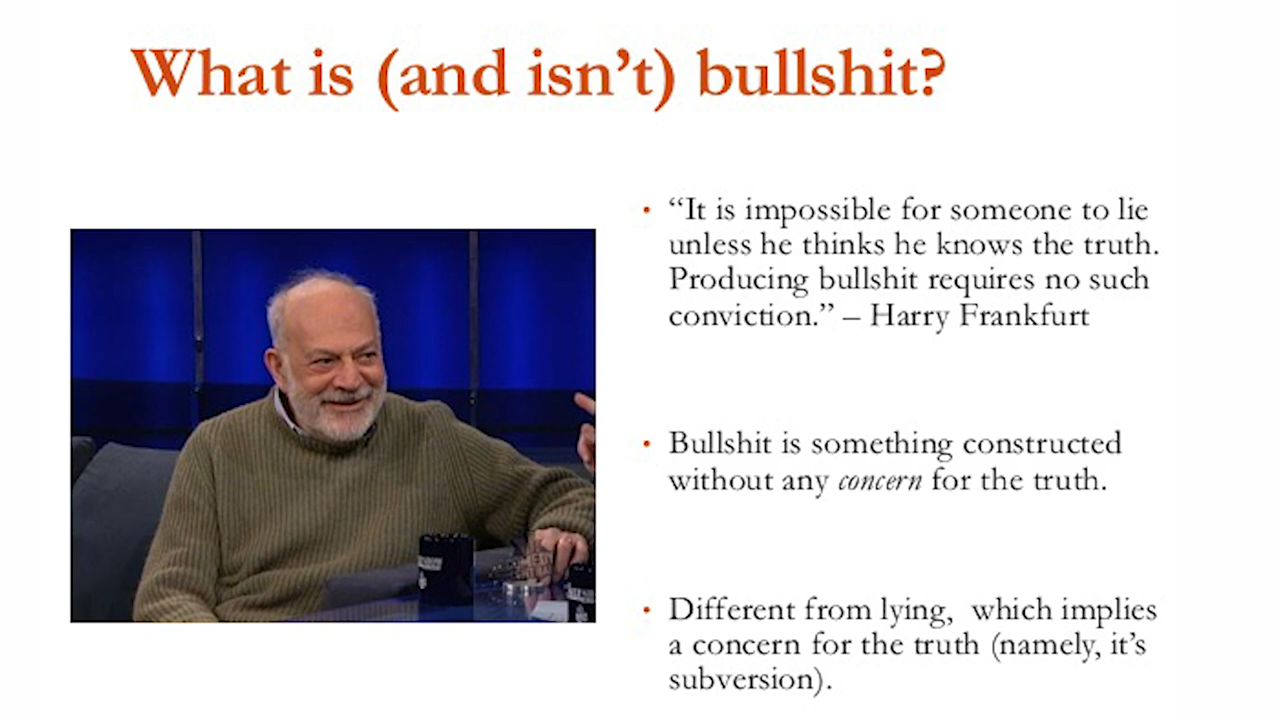 What is (and isn’t) bullshit?
• “It is impossible for someone to lie
unless he thinks he knows the truth.
Producing bullshit requires no such
conviction.” – Harry Frankfurt
• Bullshit is something constructed
without any concern for the truth.
• Different from lying,  which implies
a concern for the truth (namely, it’s
subversion).